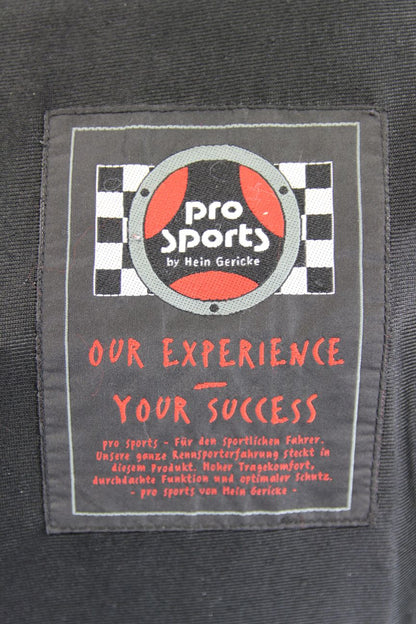 pro
sports
by Hein Gericke
OUR EXPERIENCE
–
YOUR SUCCESS
pro sports - Für den sportlichen Fahrer.
Unsere ganze Rennsporterfahrung steckt in
diesem Produkt. Hoher Tragekomfort,
durchdachte Funktion und optimaler Schutz.
- pro sports von Hein Gericke -